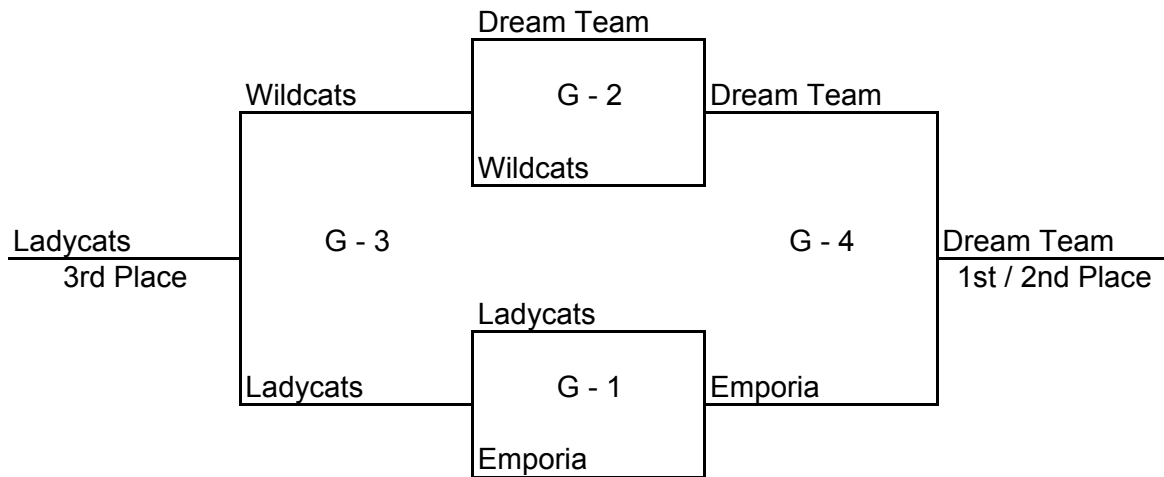 Dream Team
Wildcats
G - 2
Dream Team
Wildcats
Ladycats
G - 3
G - 4
Dream Team
3rd Place
1st / 2nd Place
Ladycats
Ladycats
G - 1
Emporia
Emporia